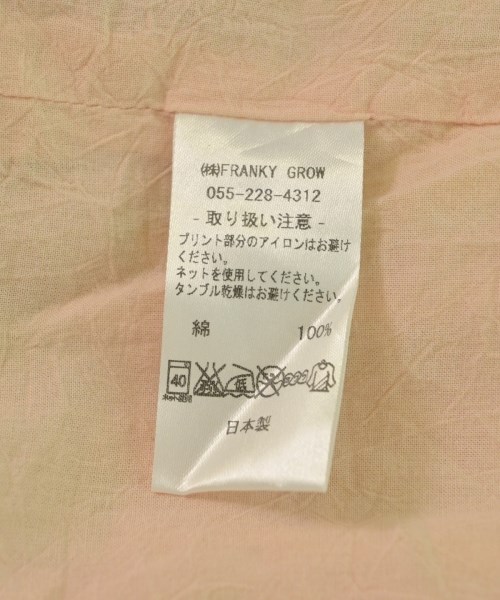 ㈱FRANKY GROW
055-228-4312
- 取り扱い注意 -
プリント部分のアイロンはお避け
ください。
ネットを使用してください。
タンブル乾燥はお避けください。
綿 100%
40 低
日本製